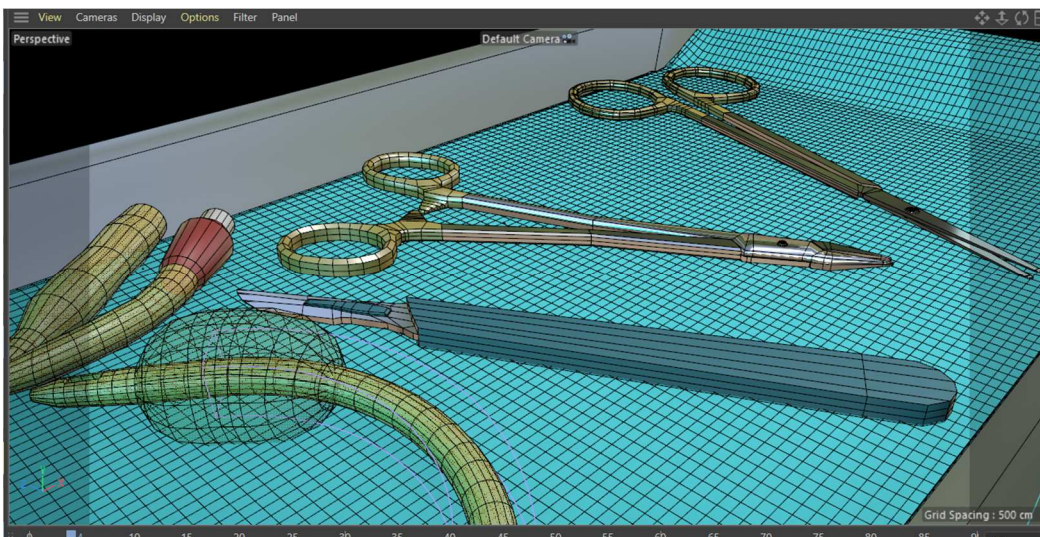 View Cameras Display Options Filter Panel
Perspective
Default Camera
Grid Spacing : 500 cm
10 15 20 25 30 35 40 45 50 55 60 65 70 75 80 85